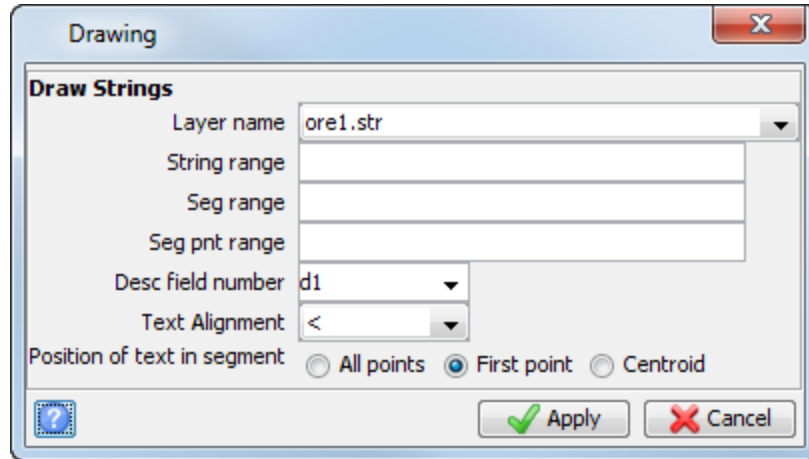 Drawing
Draw Strings
Layer name ore1.str
String range
Seg range
Seg pnt range
Desc field number d1
Text Alignment <
Position of text in segment All points First point Centroid
? Apply Cancel